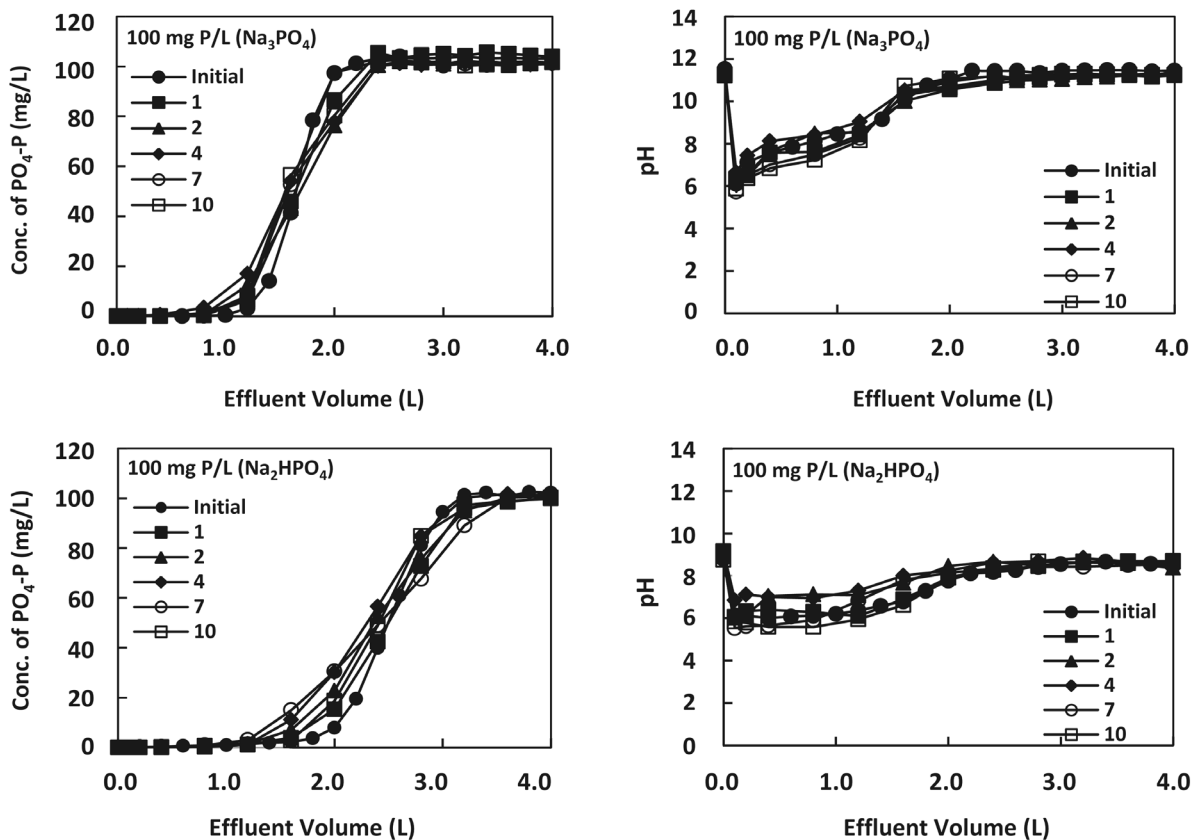 100 mg P/L (Na₃PO₄)
Conc. of PO₄-P (mg/L)
120
100
80
60
40
20
0
Initial
1
2
4
7
10
0.0 1.0 2.0 3.0 4.0
Effluent Volume (L)
100 mg P/L (Na₃PO₄)
pH
14
12
10
8
6
4
2
0
Initial
1
2
4
7
10
0.0 1.0 2.0 3.0 4.0
Effluent Volume (L)
100 mg P/L (Na₂HPO₄)
Conc. of PO₄-P (mg/L)
120
100
80
60
40
20
0
Initial
1
2
4
7
10
0.0 1.0 2.0 3.0 4.0
Effluent Volume (L)
100 mg P/L (Na₂HPO₄)
pH
14
12
10
8
6
4
2
0
Initial
1
2
4
7
10
0.0 1.0 2.0 3.0 4.0
Effluent Volume (L)